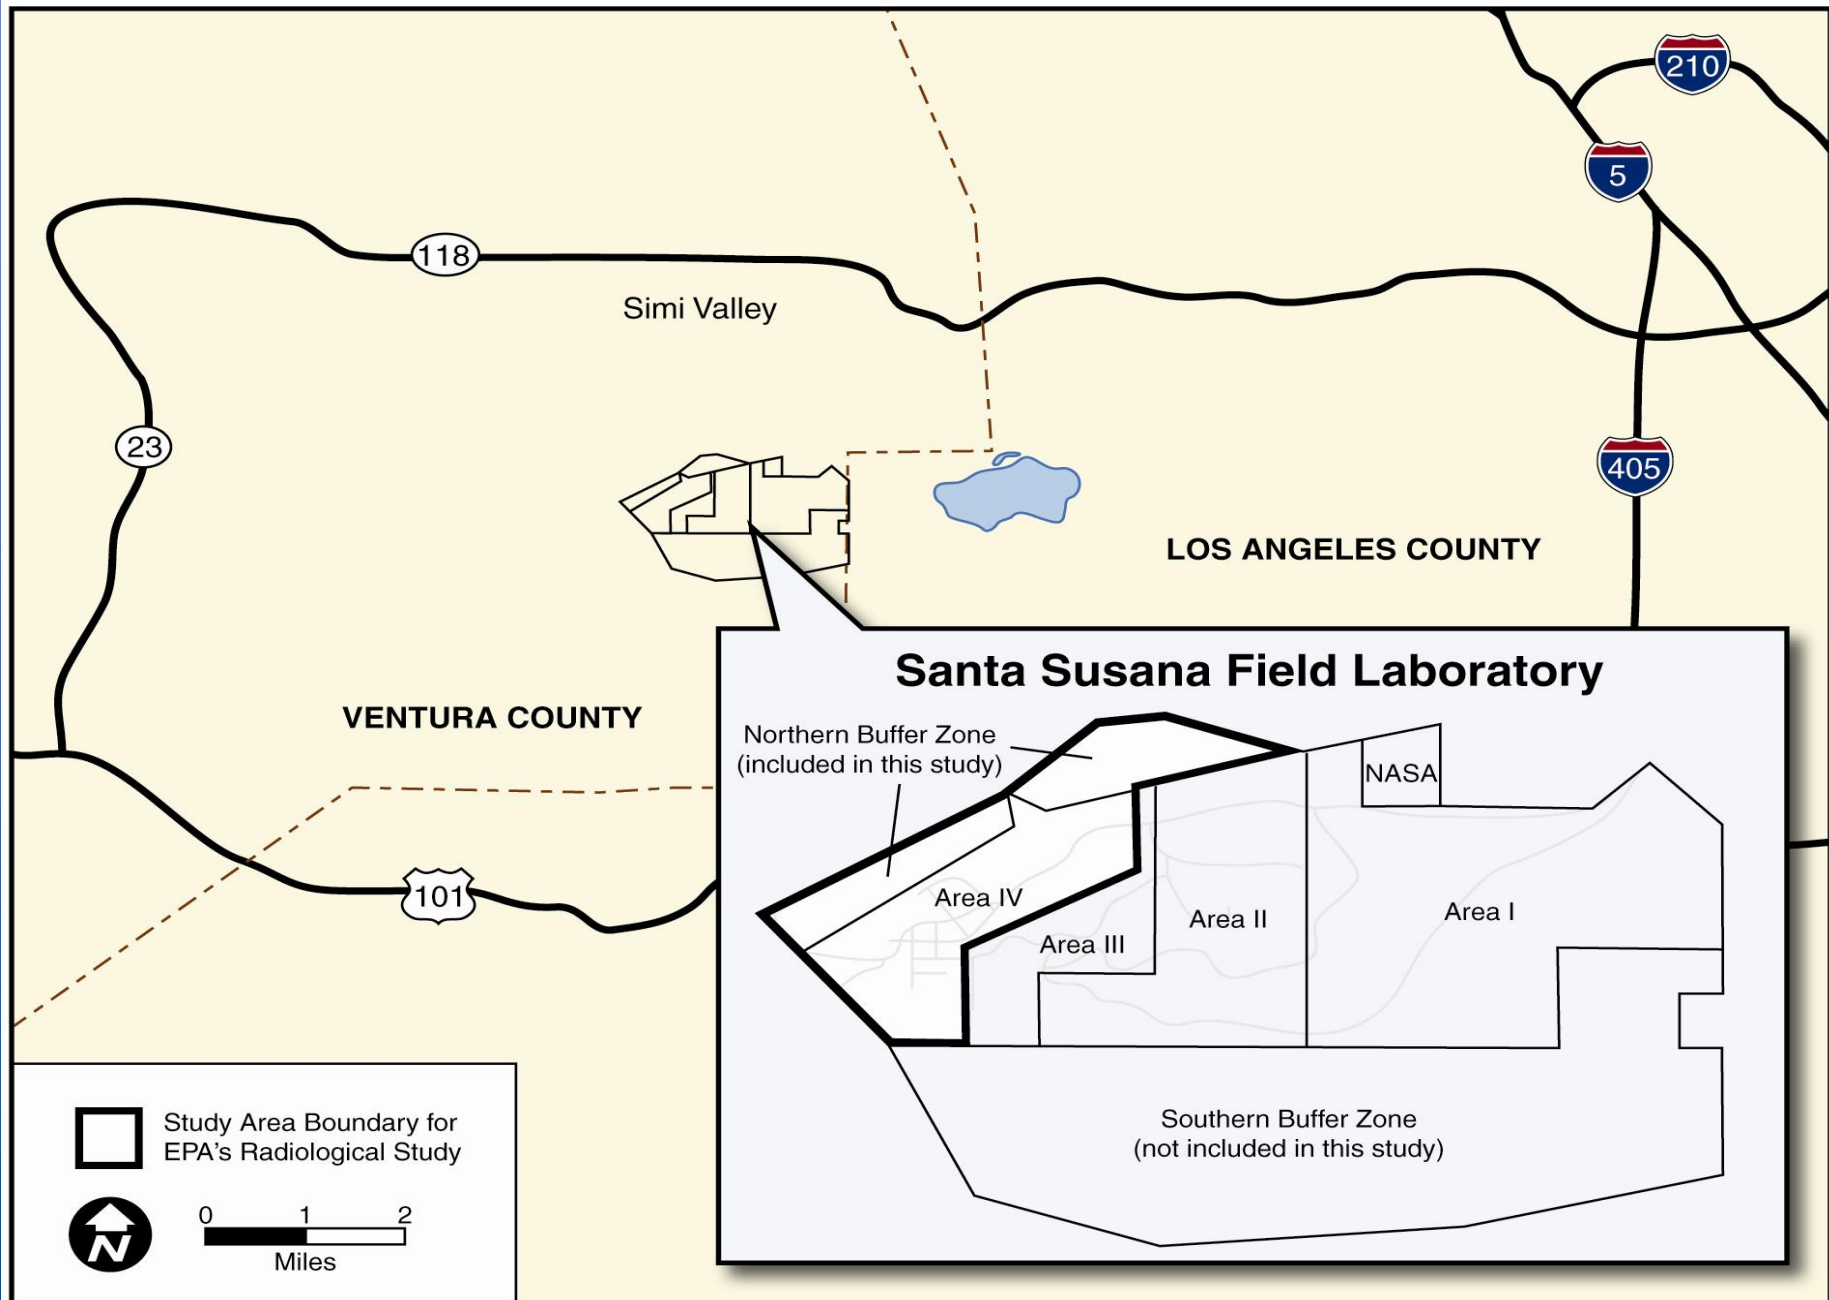 210
5
118
Simi Valley
23
405
LOS ANGELES COUNTY
VENTURA COUNTY
101
Santa Susana Field Laboratory
Northern Buffer Zone
(included in this study)
NASA
Area IV
Area III
Area II
Area I
Southern Buffer Zone
(not included in this study)
Study Area Boundary for
EPA's Radiological Study
N
0 1 2
Miles